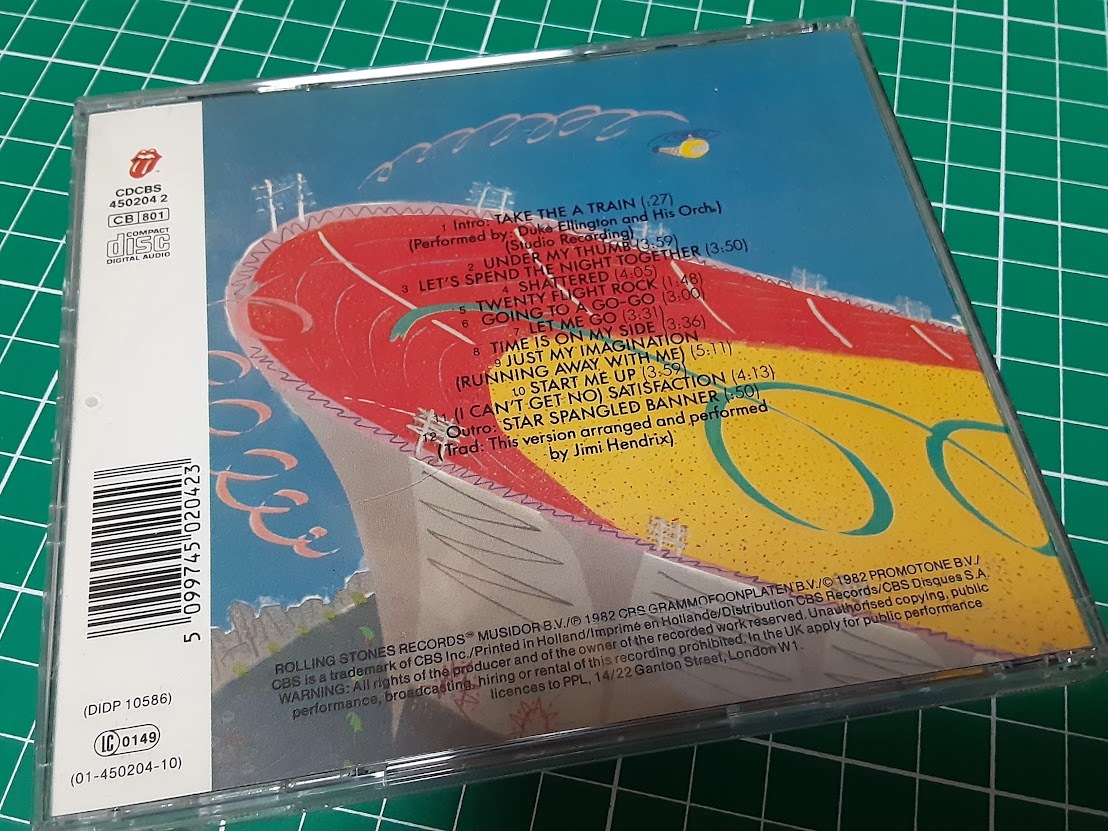 CDCBS
450204 2
CB 801
COMPACT
disc
DIGITAL AUDIO
1 Intro: TAKE THE A TRAIN (:27)
(Performed by: Duke Ellington and His Orch.)
(Studio Recording)
2 UNDER MY THUMB (3:59)
3 LET'S SPEND THE NIGHT TOGETHER (3:50)
4 SHATTERED (4:05)
5 TWENTY FLIGHT ROCK (1:48)
6 GOING TO A GO-GO (3:00)
7 LET ME GO (3:31)
8 TIME IS ON MY SIDE (3:36)
9 JUST MY IMAGINATION
(RUNNING AWAY WITH ME) (5:11)
10 START ME UP (3:59)
11 (I CAN'T GET NO) SATISFACTION (4:13)
12 Outro: STAR SPANGLED BANNER (:50)
(Trad: This version arranged and performed
by Jimi Hendrix)
5 099745 020423
(DIDP 10586)
LC 0149
(01-450204-10)
ROLLING STONES RECORDS℠ MUSIDOR B.V./℗ 1982 CBS GRAMMOFOONPLATEN B.V./© 1982 PROMOTONE B.V./
CBS is a trademark of CBS Inc./Printed in Holland/Imprimé en Hollande/Distribution CBS Records/CBS Disques S.A.
WARNING: All rights of the producer and of the owner of the recorded work reserved. Unauthorised copying, public
performance, broadcasting, hiring or rental of this recording prohibited. In the UK apply for public performance
licences to PPL, 14/22 Ganton Street, London W1.